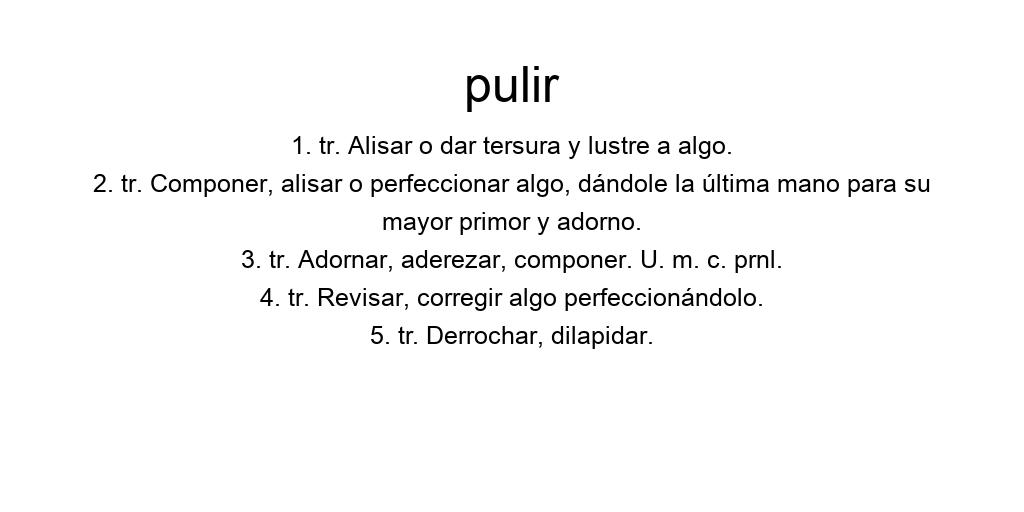 pulir
1. tr. Alisar o dar tersura y lustre a algo.
2. tr. Componer, alisar o perfeccionar algo, dándole la última mano para su
mayor primor y adorno.
3. tr. Adornar, aderezar, componer. U. m. c. prnl.
4. tr. Revisar, corregir algo perfeccionándolo.
5. tr. Derrochar, dilapidar.